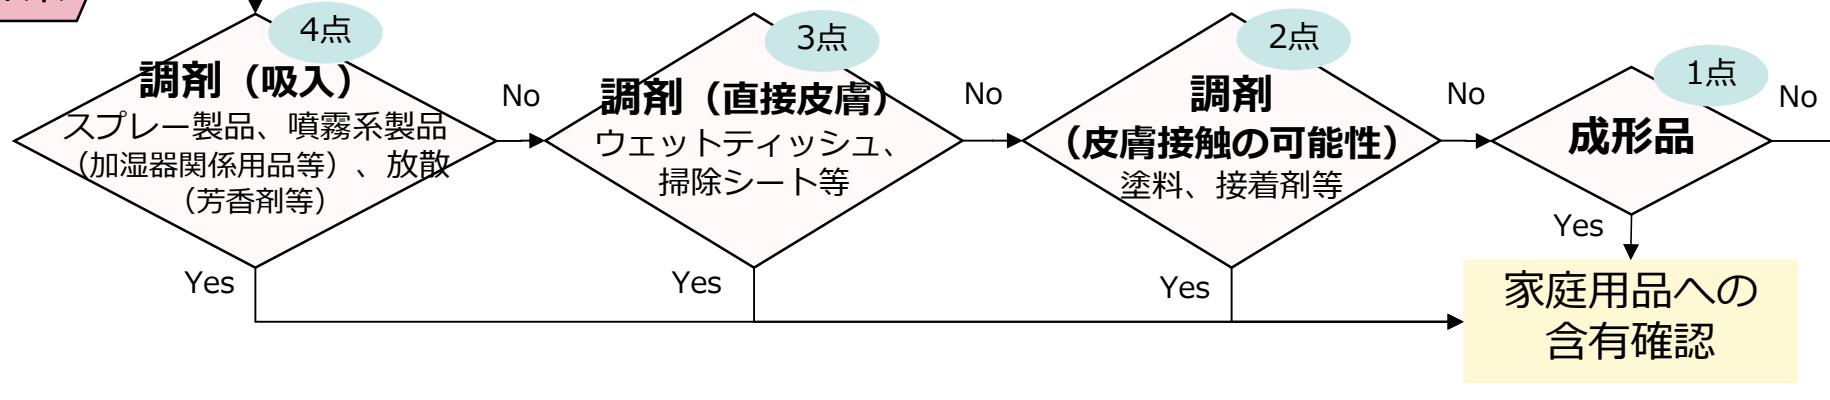 4点
調剤（吸入）
スプレー製品、噴霧系製品
（加湿器関係用品等）、放散
（芳香剤等）
No
Yes
3点
調剤（直接皮膚）
ウェットティッシュ、
掃除シート等
No
Yes
2点
調剤
（皮膚接触の可能性）
塗料、接着剤等
No
Yes
1点
成形品
No
Yes
家庭用品への
含有確認